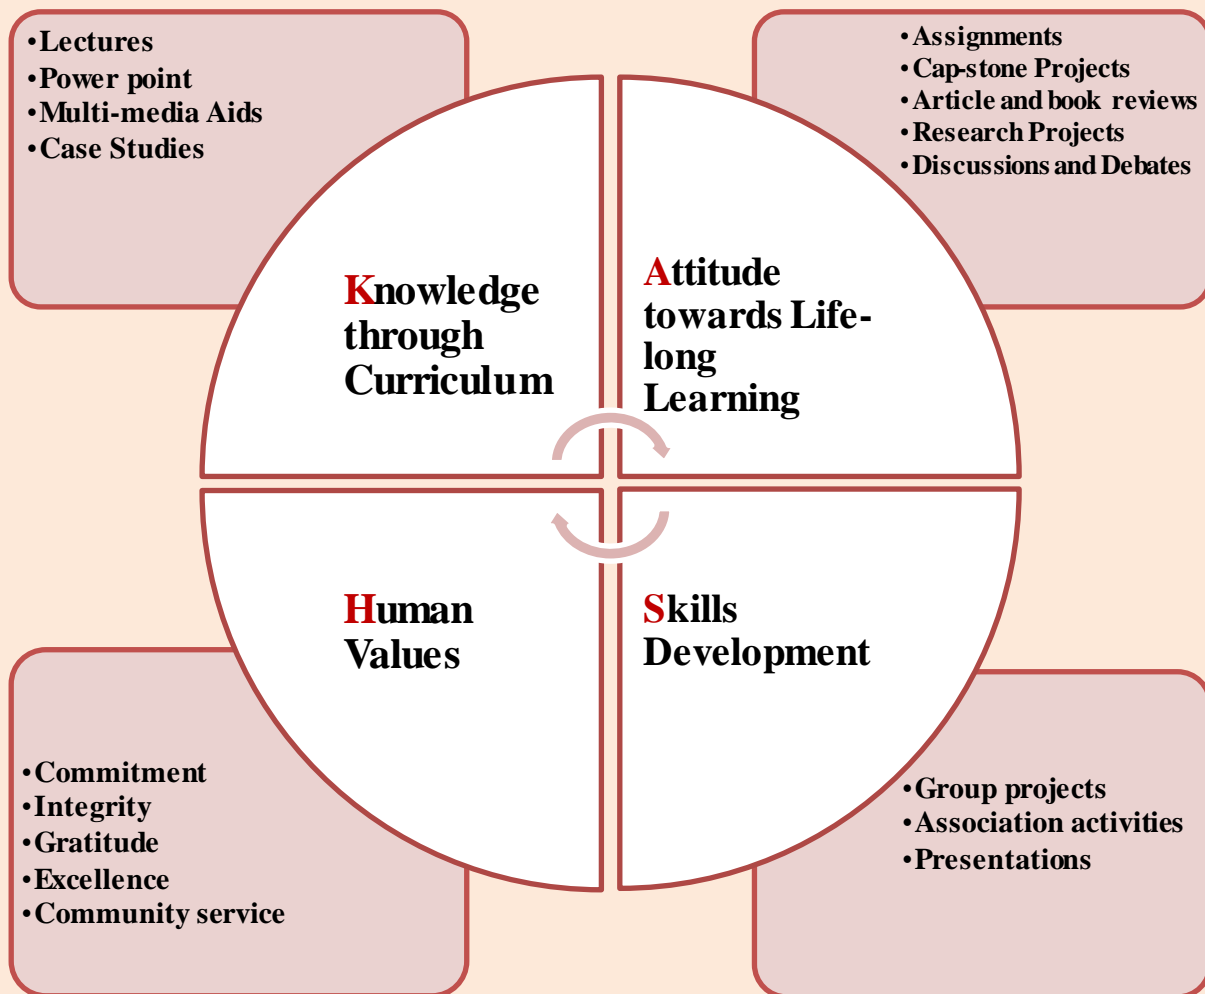 •Lectures
•Power point
•Multi-media Aids
•Case Studies
•Assignments
•Cap-stone Projects
•Article and book reviews
•Research Projects
•Discussions and Debates
Knowledge
through
Curriculum
Attitude
towards Life-
long
Learning
Human
Values
Skills
Development
•Commitment
•Integrity
•Gratitude
•Excellence
•Community service
•Group projects
•Association activities
•Presentations